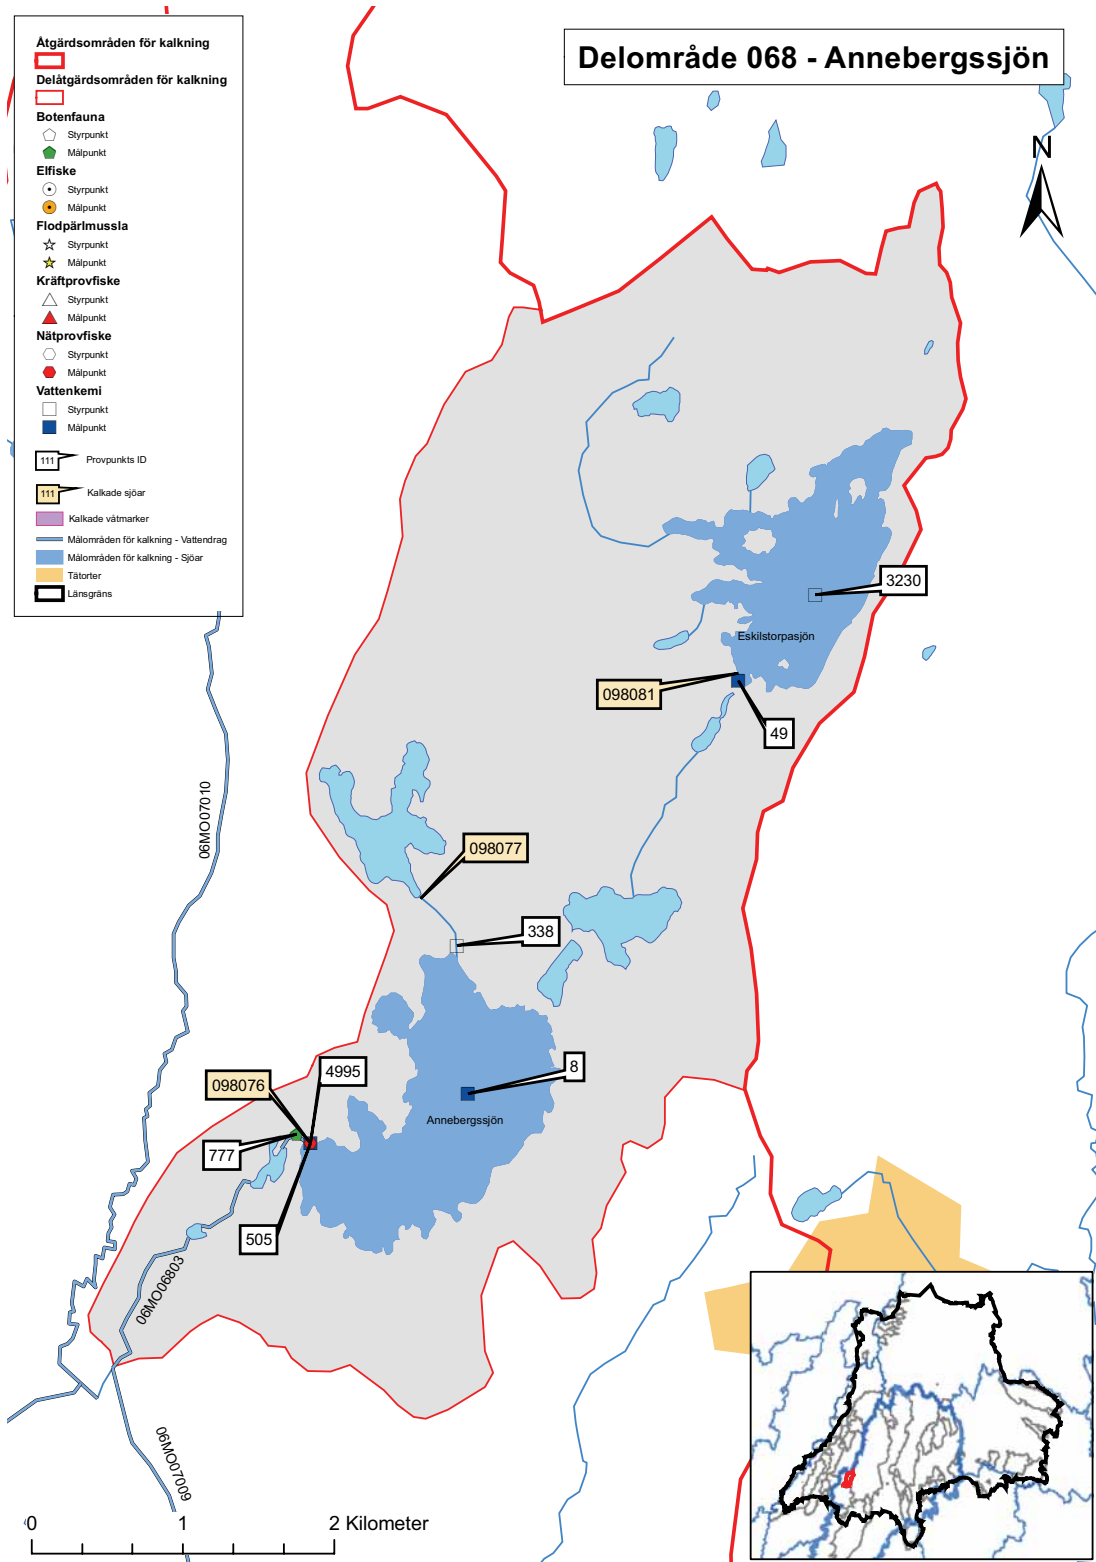 Delområde 068 - Annebergssjön
Åtgärdsområden för kalkning
Delåtgärdsområden för kalkning
Botenfauna
Styrpunkt
Målpunkt
Elfiske
Styrpunkt
Målpunkt
Flodpärlmussla
Styrpunkt
Målpunkt
Kräftprovfiske
Styrpunkt
Målpunkt
Nätprovfiske
Styrpunkt
Målpunkt
Vattenkemi
Styrpunkt
Målpunkt
111 Provpunkts ID
111 Kalkade sjöar
Kalkade våtmarker
Målområden för kalkning - Vattendrag
Målområden för kalkning - Sjöar
Tätorter
Länsgräns
N
3230
Eskilstorpasjön
098081
49
06MO07010
098077
338
8
4995
098076
Annebergssjön
777
505
06MO06803
06MO07009
0 1 2 Kilometer